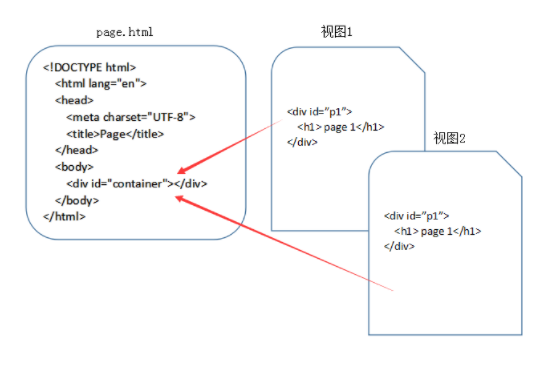 page.html
<!DOCTYPE html>
<html lang="en">
<head>
<meta charset="UTF-8">
<title>Page</title>
</head>
<body>
<div id="container"></div>
</body>
</html>
视图1
<div id="p1">
<h1> page 1</h1>
</div>
视图2
<div id="p1">
<h1> page 1</h1>
</div>